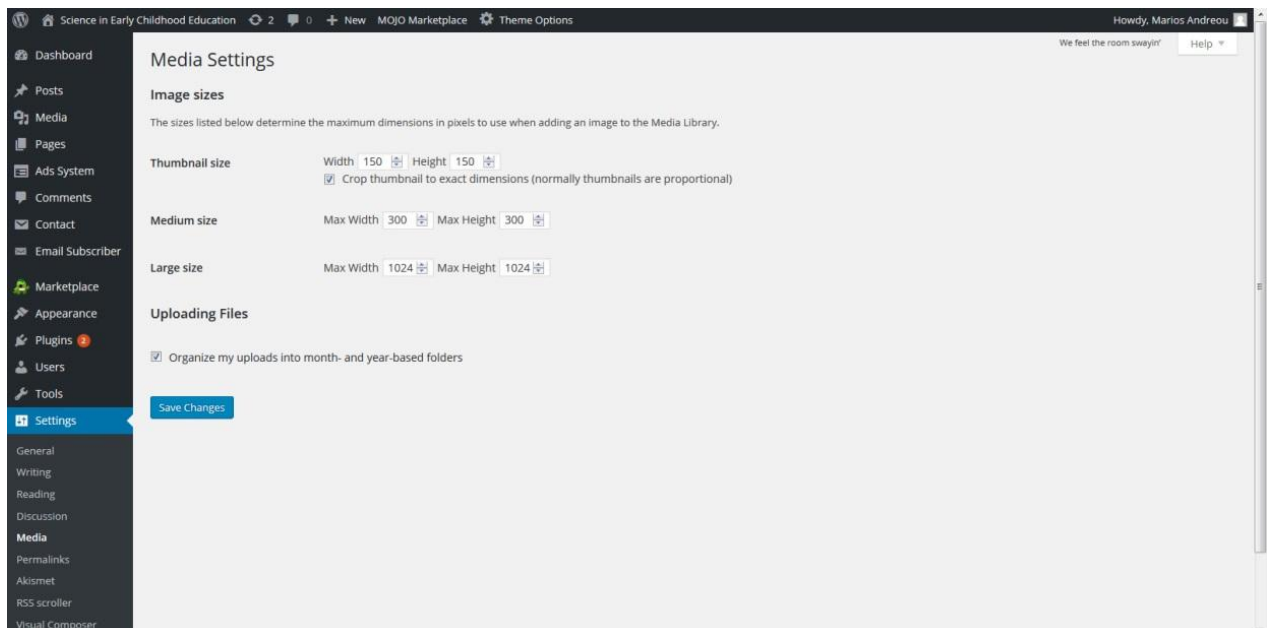 Science in Early Childhood Education 2 0 + New MOJO Marketplace Theme Options Howdy, Marios Andreou
We feel the room swayin' Help
Dashboard
Posts
Media
Pages
Ads System
Comments
Contact
Email Subscriber
Marketplace
Appearance
Plugins 2
Users
Tools
Settings
General
Writing
Reading
Discussion
Media
Permalinks
Akismet
RSS scroller
Visual Composer
Media Settings
Image sizes
The sizes listed below determine the maximum dimensions in pixels to use when adding an image to the Media Library.
Thumbnail size Width 150 Height 150
Crop thumbnail to exact dimensions (normally thumbnails are proportional)
Medium size Max Width 300 Max Height 300
Large size Max Width 1024 Max Height 1024
Uploading Files
Organize my uploads into month- and year-based folders
Save Changes